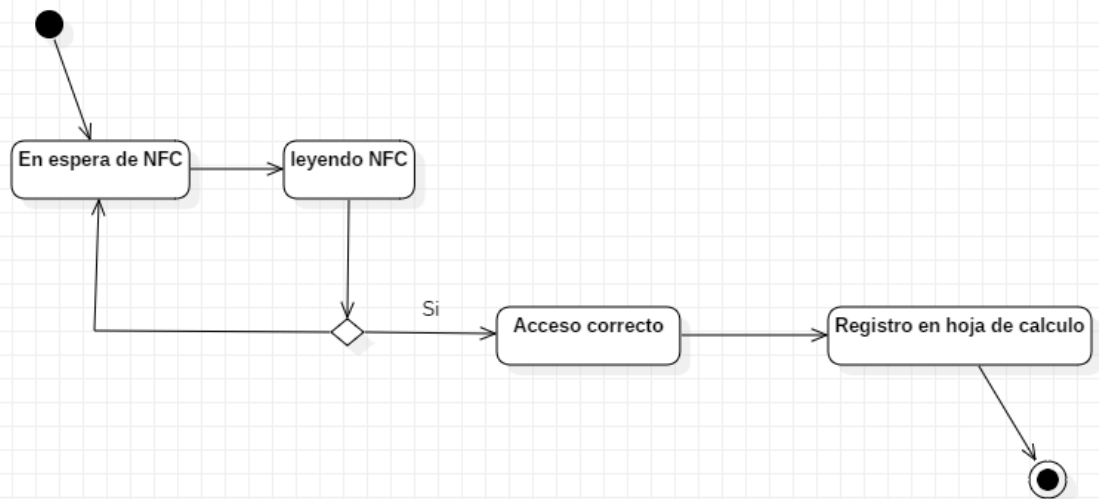 En espera de NFC
leyendo NFC
Si
Acceso correcto
Registro en hoja de calculo